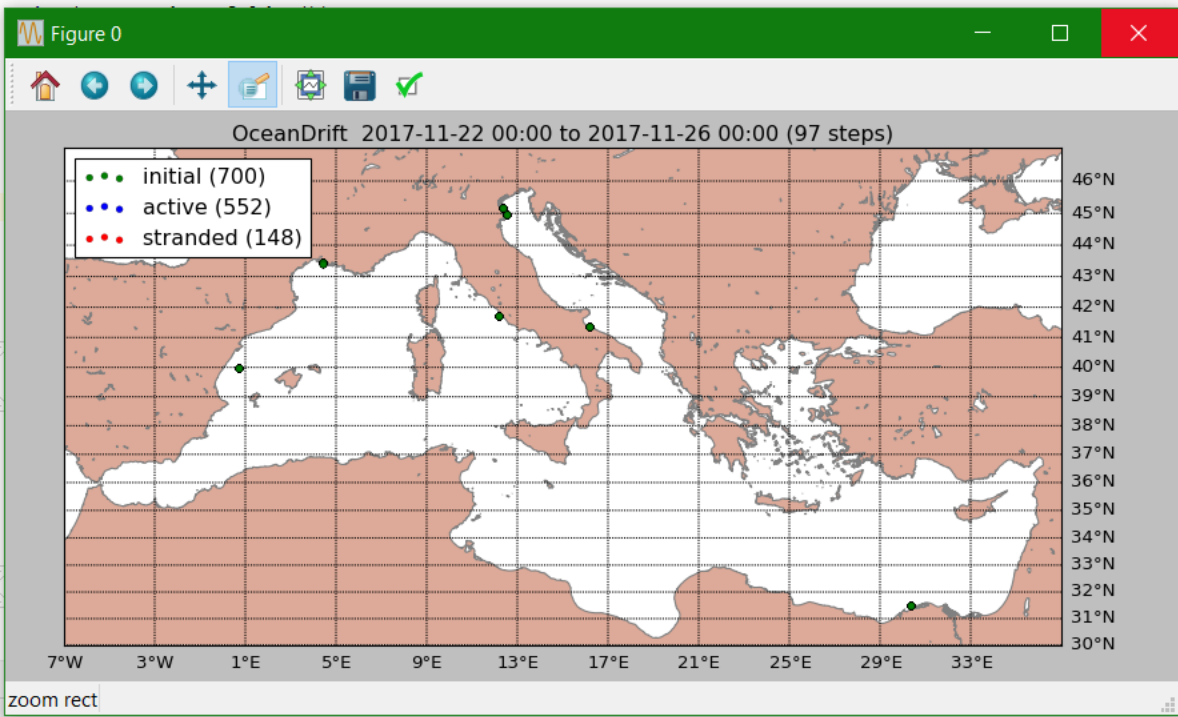 Figure 0
OceanDrift 2017-11-22 00:00 to 2017-11-26 00:00 (97 steps)
initial (700)
active (552)
stranded (148)
46°N
45°N
44°N
43°N
42°N
41°N
40°N
39°N
38°N
37°N
36°N
35°N
34°N
33°N
32°N
31°N
30°N
7°W 3°W 1°E 5°E 9°E 13°E 17°E 21°E 25°E 29°E 33°E
zoom rect